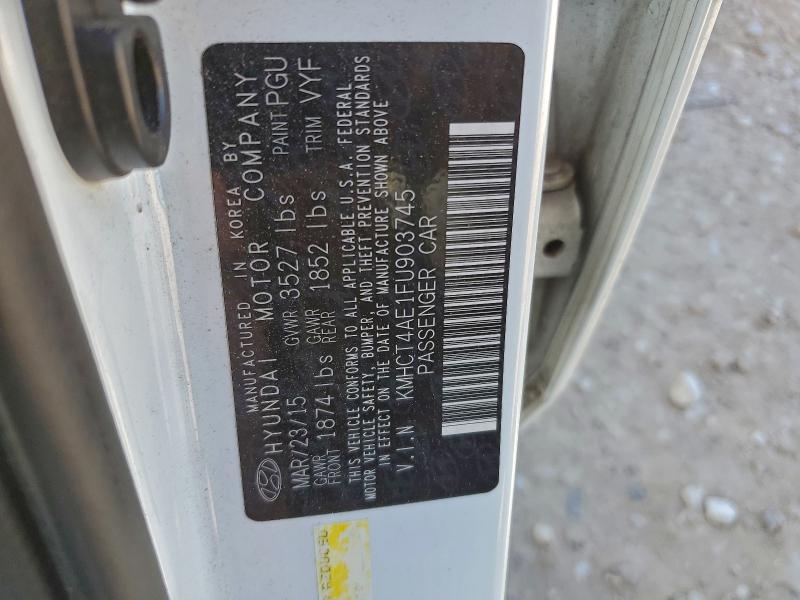 MANUFACTURED IN KOREA BY
HYUNDAI MOTOR COMPANY
MAR/23/15 GVWR 3527 lbs PAINT PGU
GAWR FRONT 1874 lbs GAWR REAR 1852 lbs TRIM VYF
THIS VEHICLE CONFORMS TO ALL APPLICABLE U.S.A. FEDERAL
MOTOR VEHICLE SAFETY, BUMPER, AND THEFT PREVENTION STANDARDS
IN EFFECT ON THE DATE OF MANUFACTURE SHOWN ABOVE
V.I.N KMHCT4AE1FU903745
PASSENGER CAR